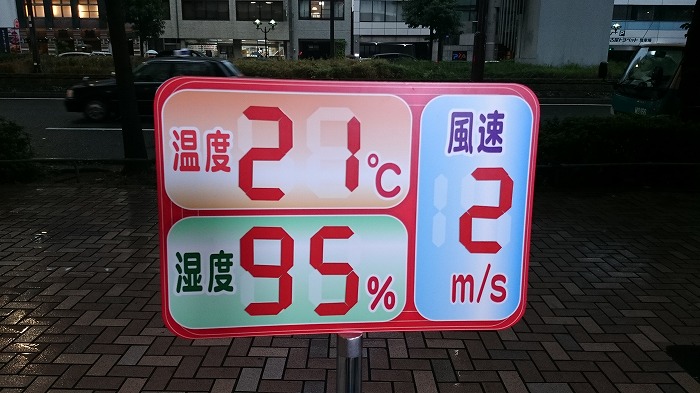 温度 21℃
湿度 95%
風速
2
m/s